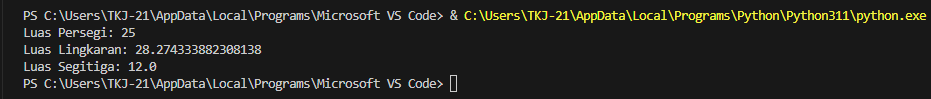 PS C:\Users\TKJ-21\AppData\Local\Programs\Microsoft VS Code> & C:\Users\TKJ-21\AppData\Local\Programs\Python\Python311\python.exe
Luas Persegi: 25
Luas Lingkaran: 28.274333882308138
Luas Segitiga: 12.0
PS C:\Users\TKJ-21\AppData\Local\Programs\Microsoft VS Code>